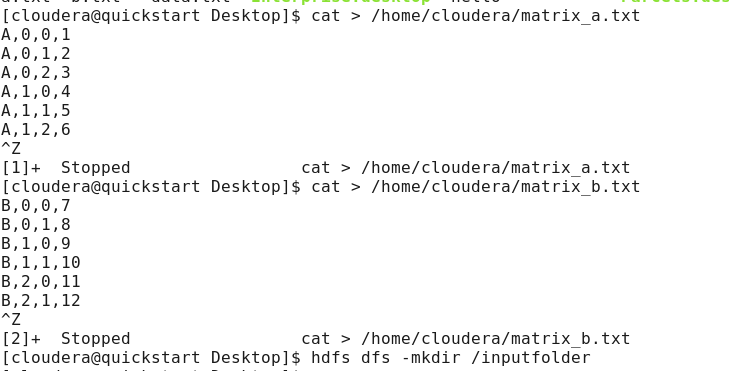 [cloudera@quickstart Desktop]$ cat > /home/cloudera/matrix_a.txt
A,0,0,1
A,0,1,2
A,0,2,3
A,1,0,4
A,1,1,5
A,1,2,6
^Z
[1]+  Stopped                 cat > /home/cloudera/matrix_a.txt
[cloudera@quickstart Desktop]$ cat > /home/cloudera/matrix_b.txt
B,0,0,7
B,0,1,8
B,1,0,9
B,1,1,10
B,2,0,11
B,2,1,12
^Z
[2]+  Stopped                 cat > /home/cloudera/matrix_b.txt
[cloudera@quickstart Desktop]$ hdfs dfs -mkdir /inputfolder